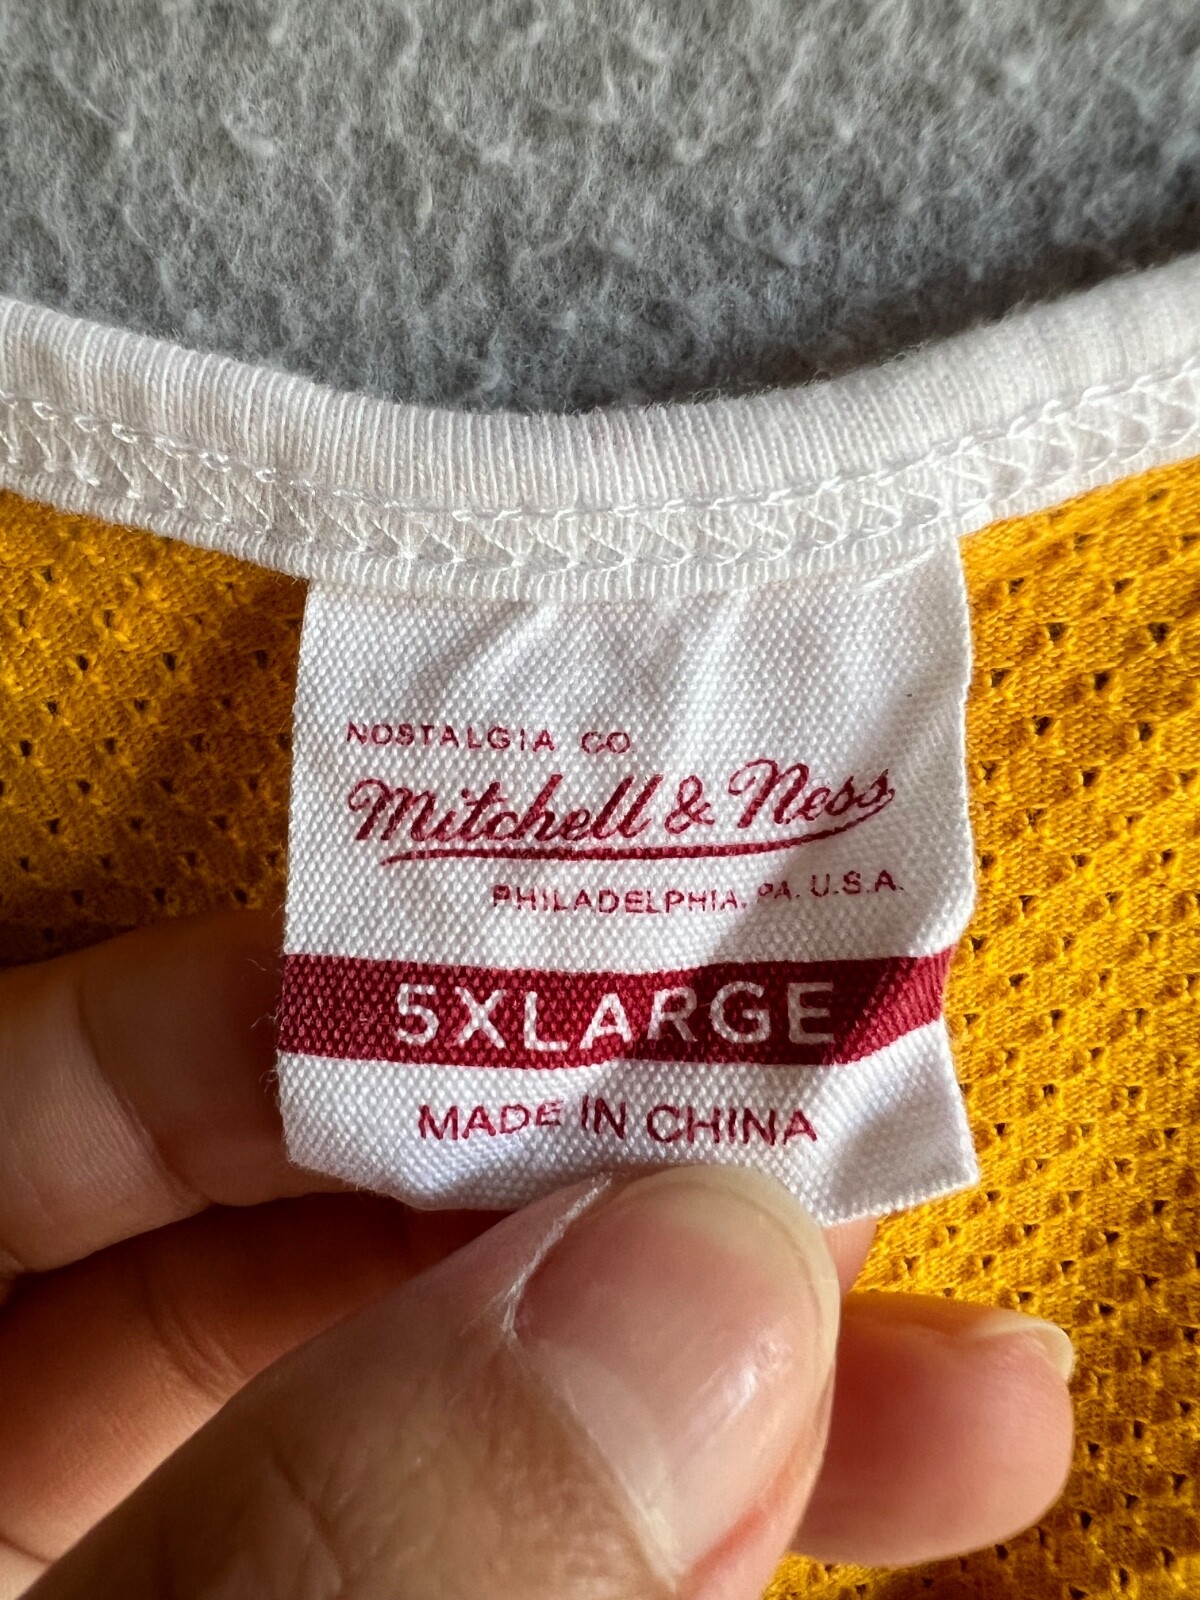 NOSTALGIA CO.
Mitchell & Ness
PHILADELPHIA, PA. U.S.A.
5XLARGE
MADE IN CHINA